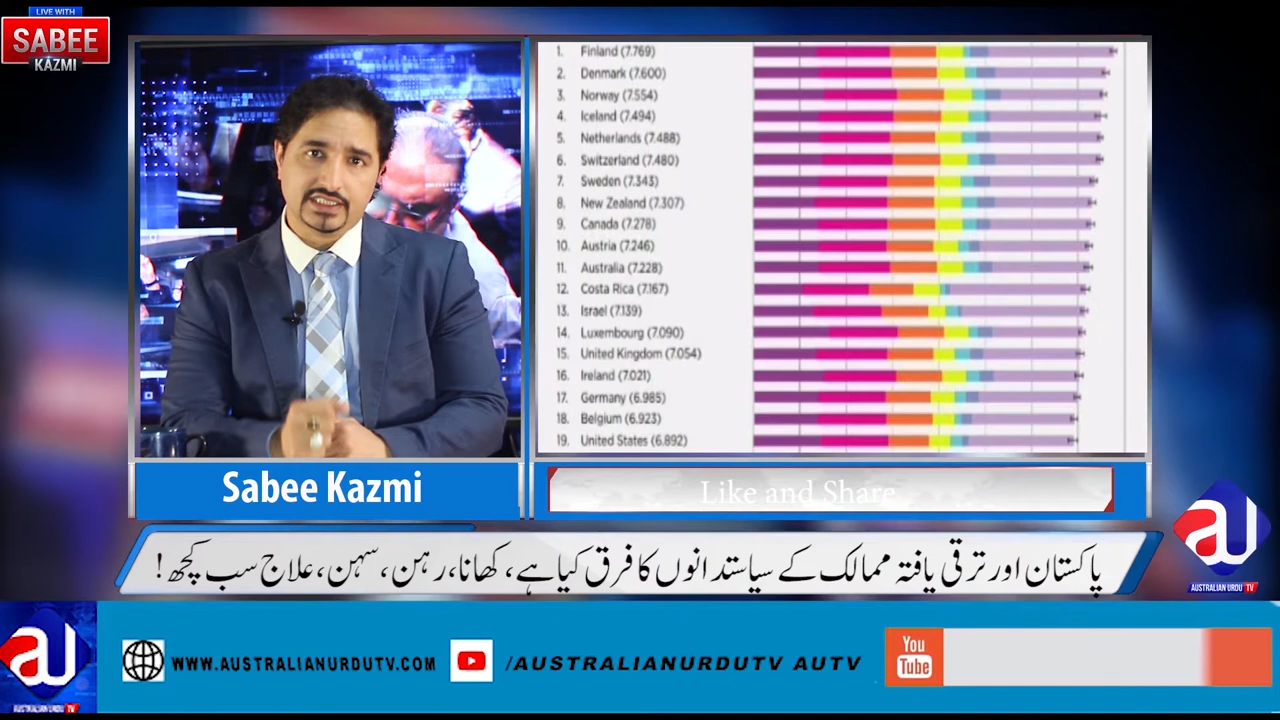 LIVE WITH
SABEE
KAZMI
1. Finland (7.769)
2. Denmark (7.600)
3. Norway (7.554)
4. Iceland (7.494)
5. Netherlands (7.488)
6. Switzerland (7.480)
7. Sweden (7.343)
8. New Zealand (7.307)
9. Canada (7.278)
10. Austria (7.246)
11. Australia (7.228)
12. Costa Rica (7.167)
13. Israel (7.139)
14. Luxembourg (7.090)
15. United Kingdom (7.054)
16. Ireland (7.021)
17. Germany (6.985)
18. Belgium (6.923)
19. United States (6.892)
Sabee Kazmi
Like and Share
پاکستان اور ترقی یافتہ ممالک کے سیاستدانوں کا فرق کیا ہے، کھانا، رہن، سہن، علاج سب کچھ!
au
AUSTRALIAN URDU TV
au
AUSTRALIAN URDU TV
WWW.AUSTRALIANURDUTV.COM
/AUSTRALIANURDUTV AUTV
You
Tube